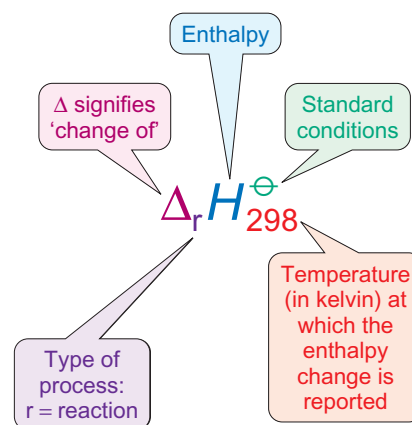 Enthalpy
Δ signifies
‘change of’
Standard
conditions
ΔrH⦵298
Type of
process:
r = reaction
Temperature
(in kelvin) at
which the
enthalpy
change is
reported